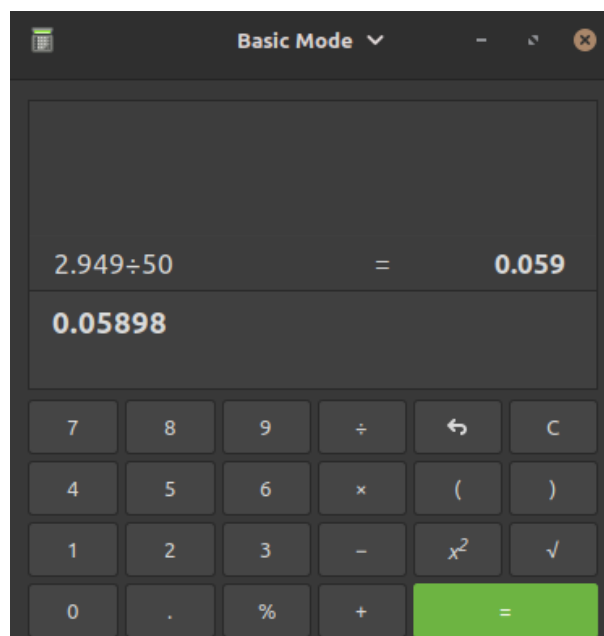 Basic Mode
2.949÷50 = 0.059
0.05898
7 8 9 ÷ C
4 5 6 × ( )
1 2 3 − x² √
0 . % + =